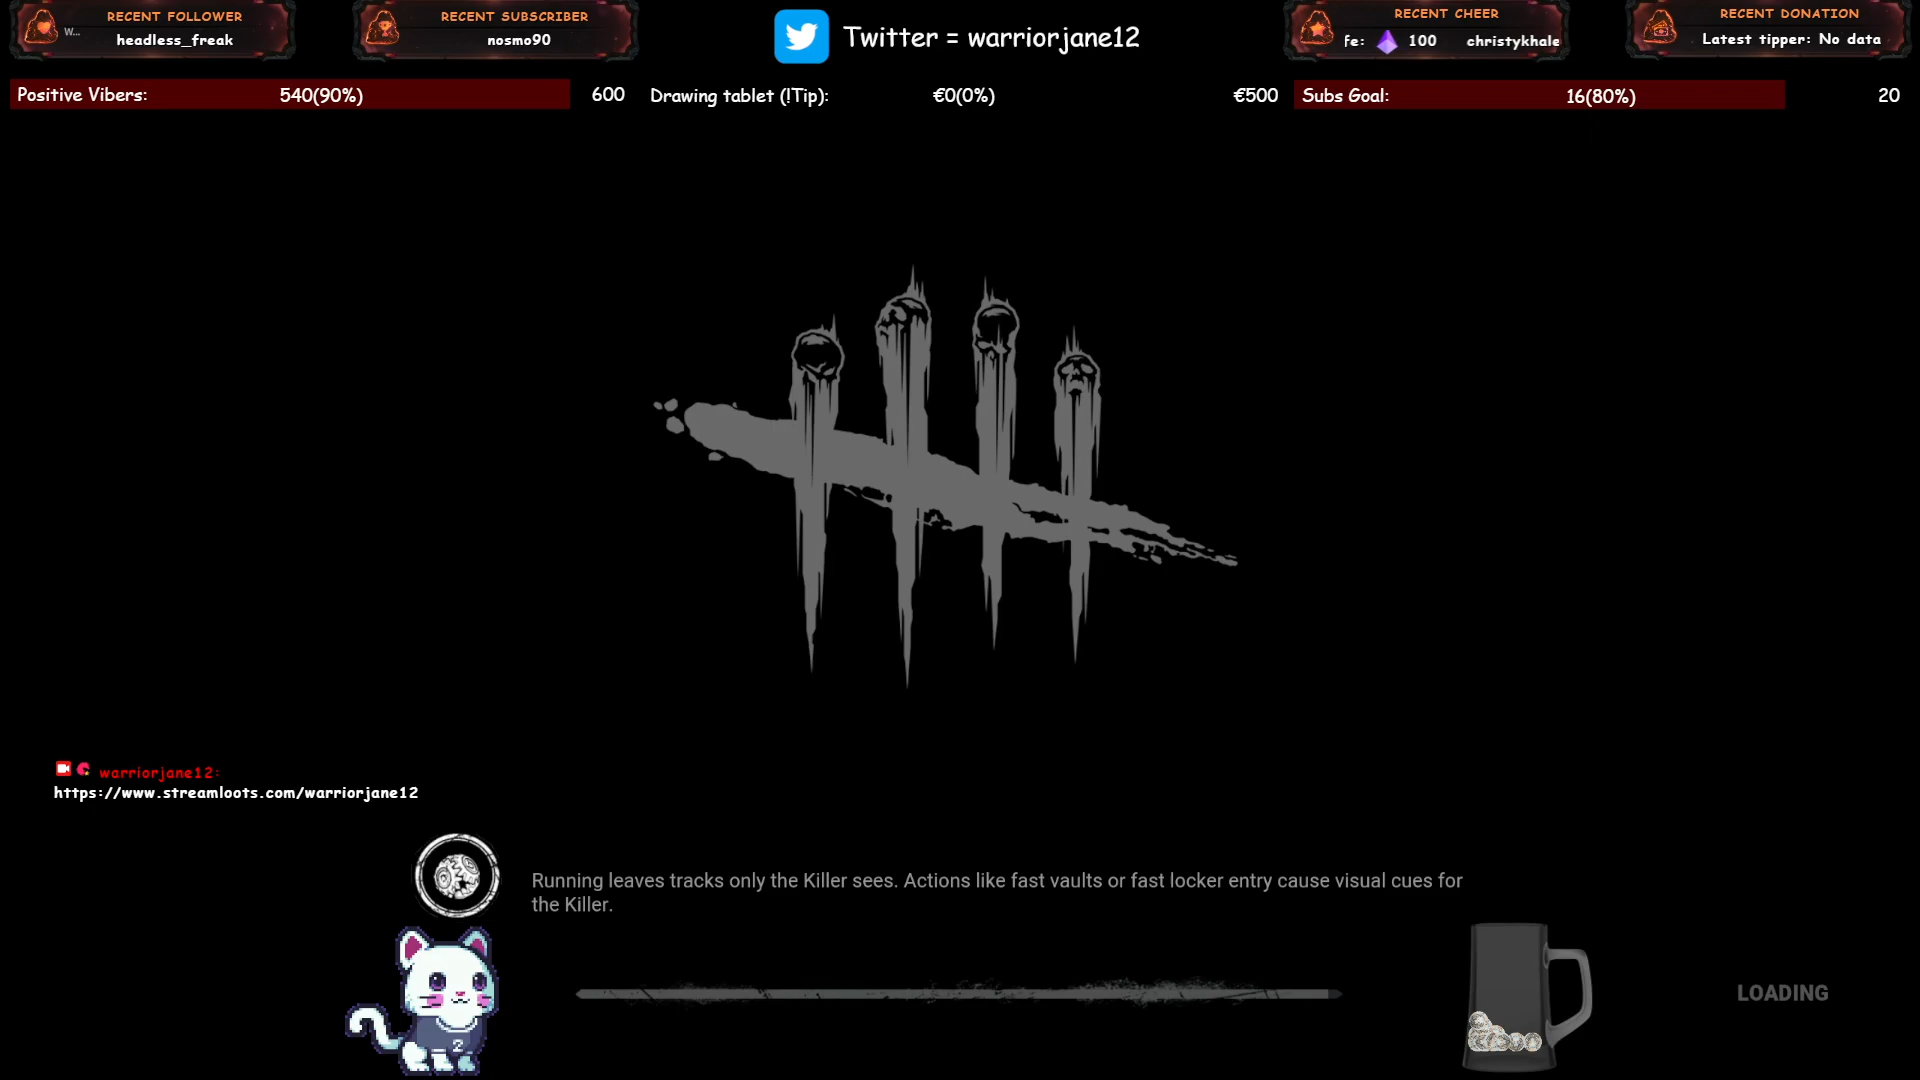 RECENT FOLLOWER
W...
headless_freak
RECENT SUBSCRIBER
nosmo90
Twitter = warriorjane12
RECENT CHEER
fe: 100 christykhale
RECENT DONATION
Latest tipper: No data
Positive Vibers: 540(90%) 600
Drawing tablet (!Tip): €0(0%) €500
Subs Goal: 16(80%) 20
warriorjane12:
https://www.streamloots.com/warriorjane12
Running leaves tracks only the Killer sees. Actions like fast vaults or fast locker entry cause visual cues for
the Killer.
2
LOADING